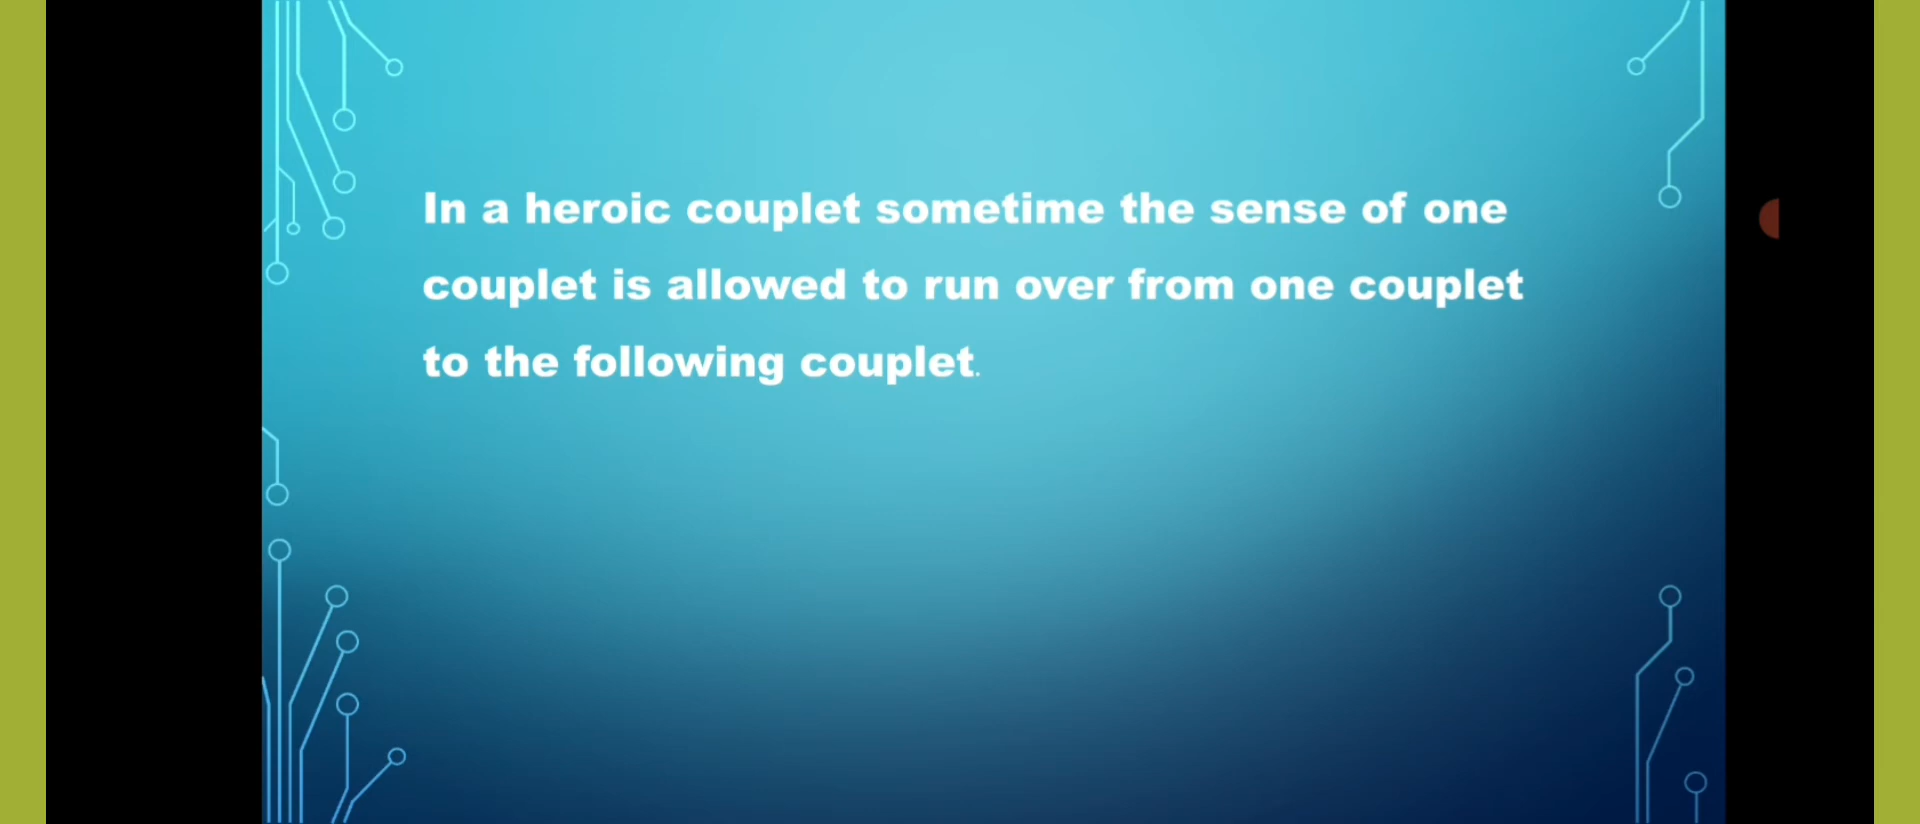 In a heroic couplet sometime the sense of one
couplet is allowed to run over from one couplet
to the following couplet.